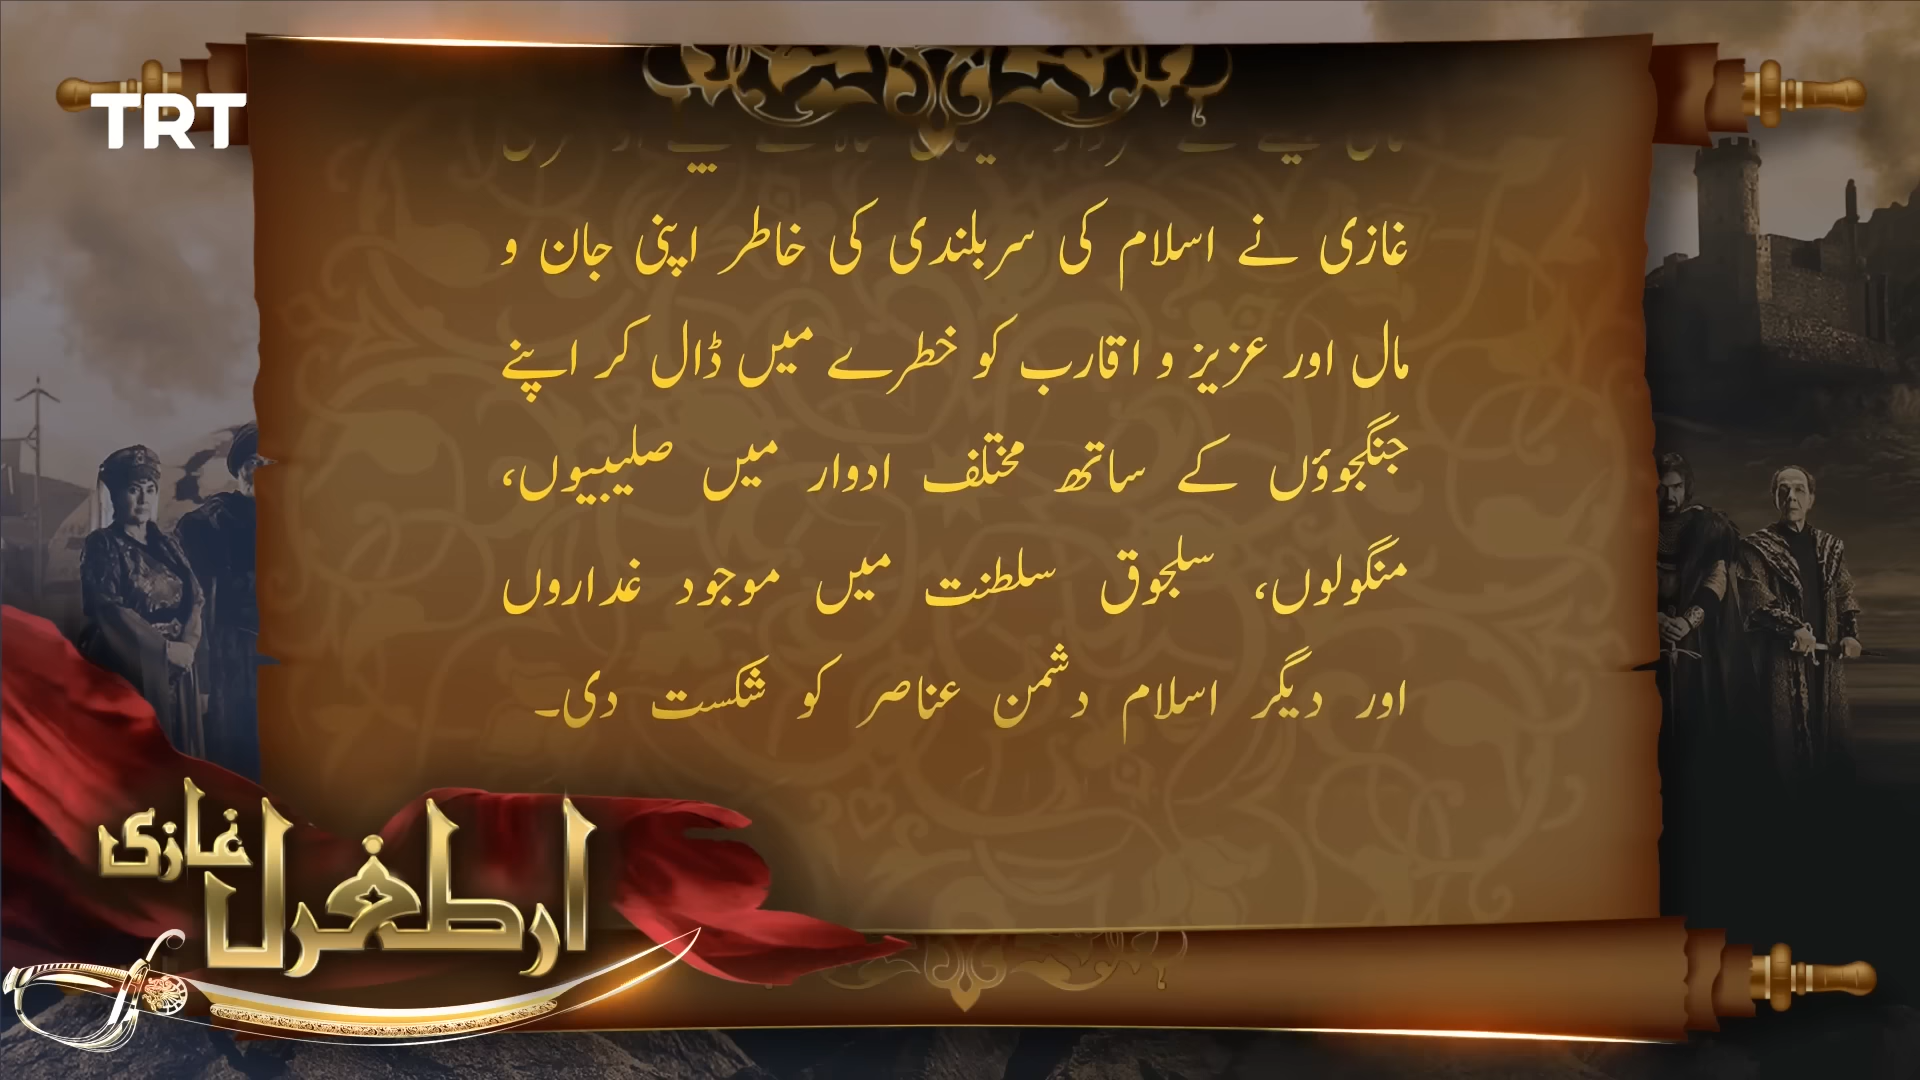 TRT
غازی نے اسلام کی سربلندی کی خاطر اپنی جان و
مال اور عزیز و اقارب کو خطرے میں ڈال کر اپنے
جنگجوؤں کے ساتھ مختلف ادوار میں صلیبیوں،
منگولوں، سلجوق سلطنت میں موجود غداروں
اور دیگر اسلام دشمن عناصر کو شکست دی۔
ارطغرل غازی